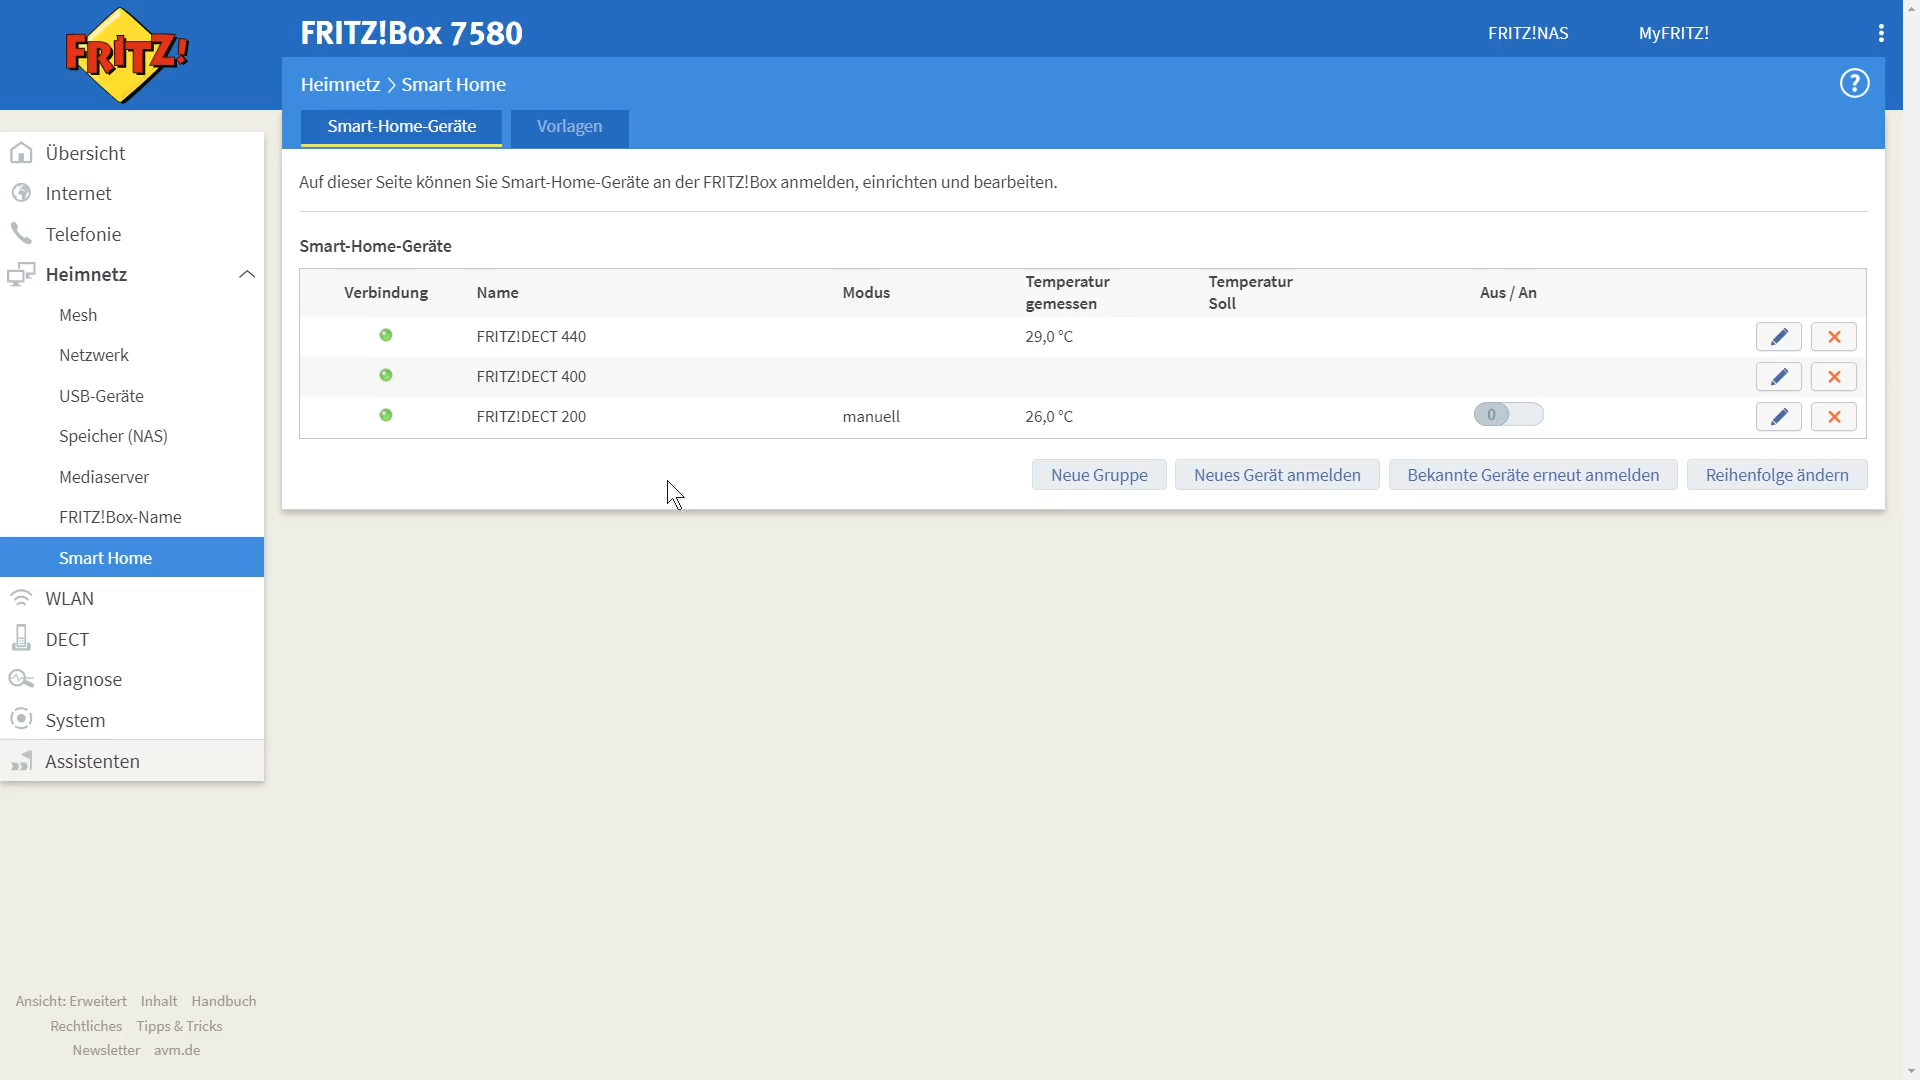 FRITZ!
FRITZ!Box 7580
FRITZ!NAS
MyFRITZ!
Heimnetz > Smart Home
?
Smart-Home-Geräte
Vorlagen
Übersicht
Internet
Telefonie
Heimnetz
Mesh
Netzwerk
USB-Geräte
Speicher (NAS)
Mediaserver
FRITZ!Box-Name
Smart Home
WLAN
DECT
Diagnose
System
Assistenten
Ansicht: Erweitert Inhalt Handbuch
Rechtliches Tipps & Tricks
Newsletter avm.de
Auf dieser Seite können Sie Smart-Home-Geräte an der FRITZ!Box anmelden, einrichten und bearbeiten.
Smart-Home-Geräte
Verbindung Name Modus Temperatur gemessen Temperatur Soll Aus / An
FRITZ!DECT 440 29,0 °C
FRITZ!DECT 400
FRITZ!DECT 200 manuell 26,0 °C 0
Neue Gruppe Neues Gerät anmelden Bekannte Geräte erneut anmelden Reihenfolge ändern